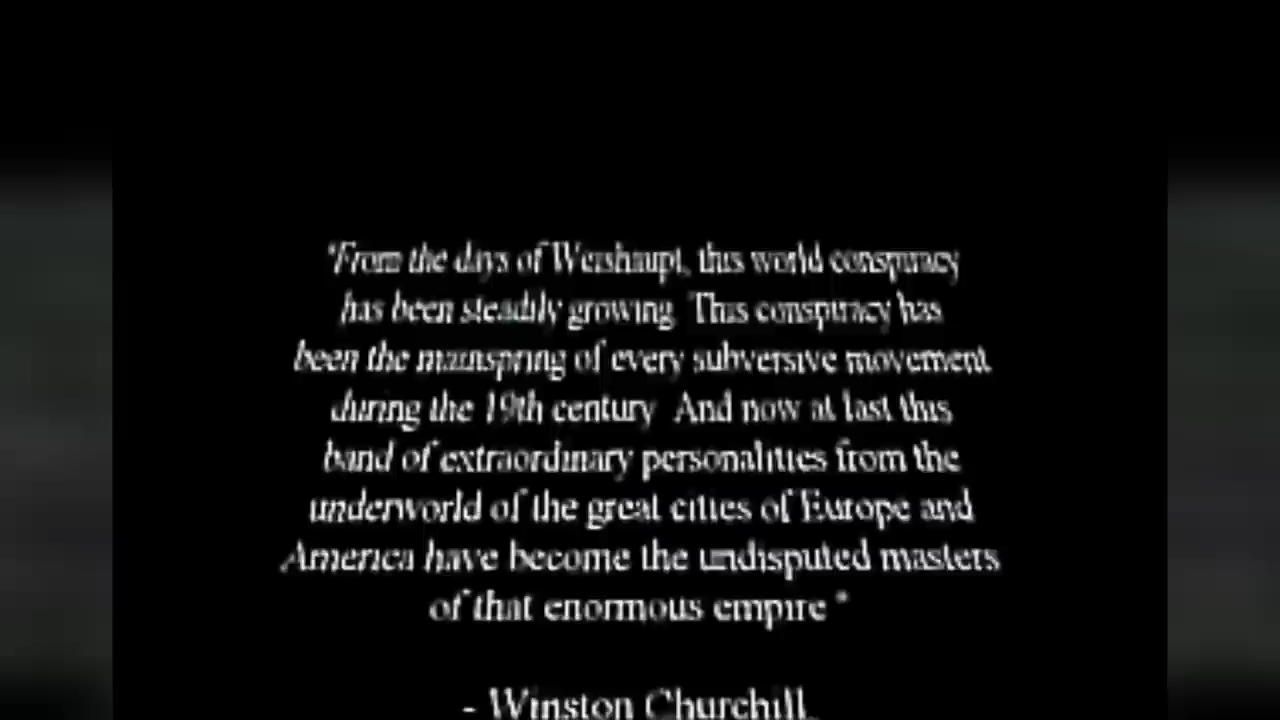 "From the days of Weishaupt, this world conspiracy
has been steadily growing. This conspiracy has
been the mainspring of every subversive movement
during the 19th century. And now at last this
band of extraordinary personalities from the
underworld of the great cities of Europe and
America have become the undisputed masters
of that enormous empire."
- Winston Churchill,